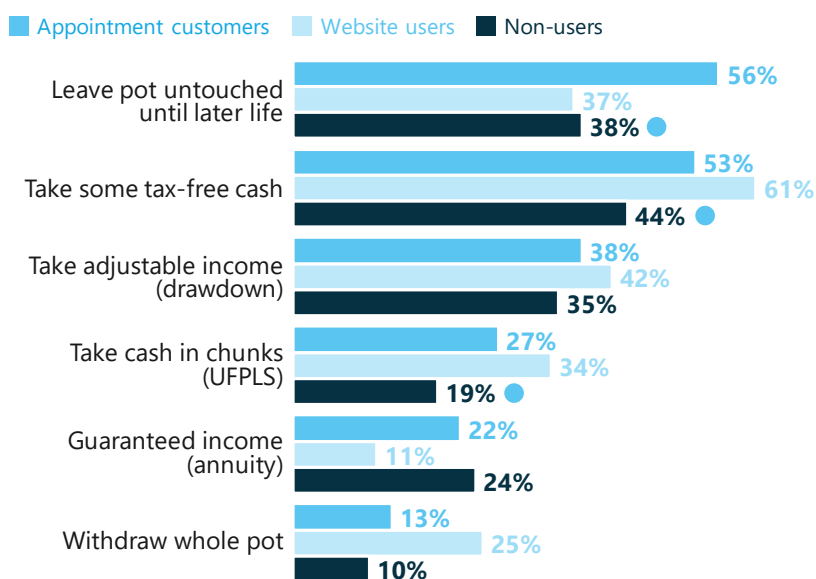 Appointment customers Website users Non-users
Leave pot untouched
until later life
56%
37%
38%
Take some tax-free cash
53%
61%
44%
Take adjustable income
(drawdown)
38%
42%
35%
Take cash in chunks
(UFPLS)
27%
34%
19%
Guaranteed income
(annuity)
22%
11%
24%
Withdraw whole pot
13%
25%
10%